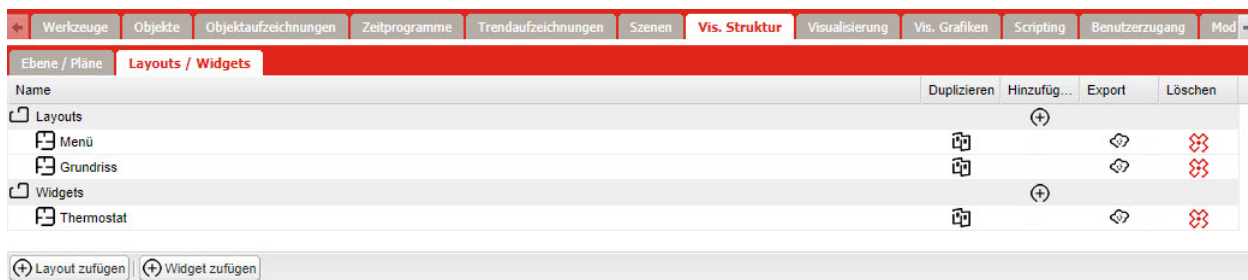 Werkzeuge Objekte Objektaufzeichnungen Zeitprogramme Trendaufzeichnungen Szenen Vis. Struktur Visualisierung Vis. Grafiken Scripting Benutzerzugang Mod
Ebene / Pläne Layouts / Widgets
Name Duplizieren Hinzufüg... Export Löschen
Layouts
Menü
Grundriss
Widgets
Thermostat
Layout zufügen Widget zufügen